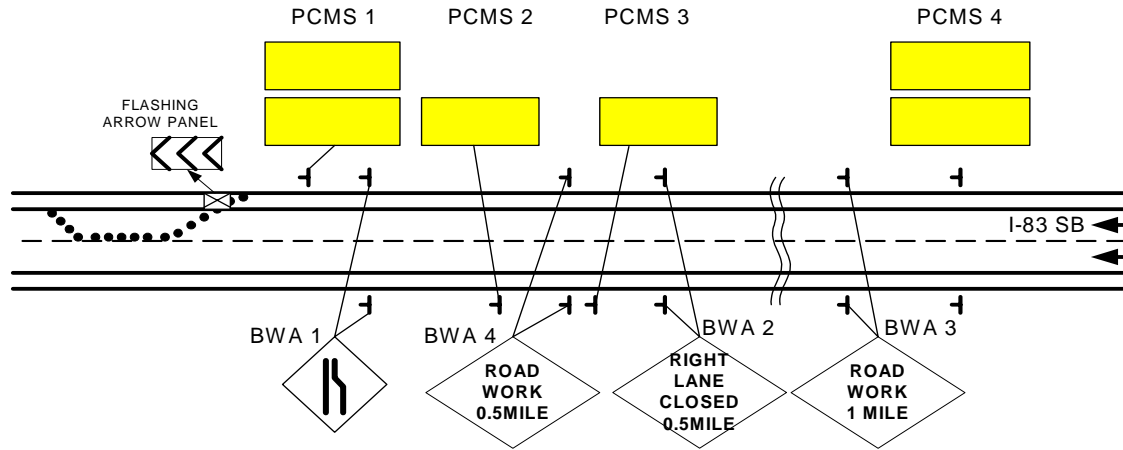 PCMS 1
PCMS 2
PCMS 3
PCMS 4
FLASHING
ARROW PANEL
I-83 SB
BWA 1
BWA 4
BWA 2
BWA 3
ROAD
WORK
0.5MILE
RIGHT
LANE
CLOSED
0.5MILE
ROAD
WORK
1 MILE